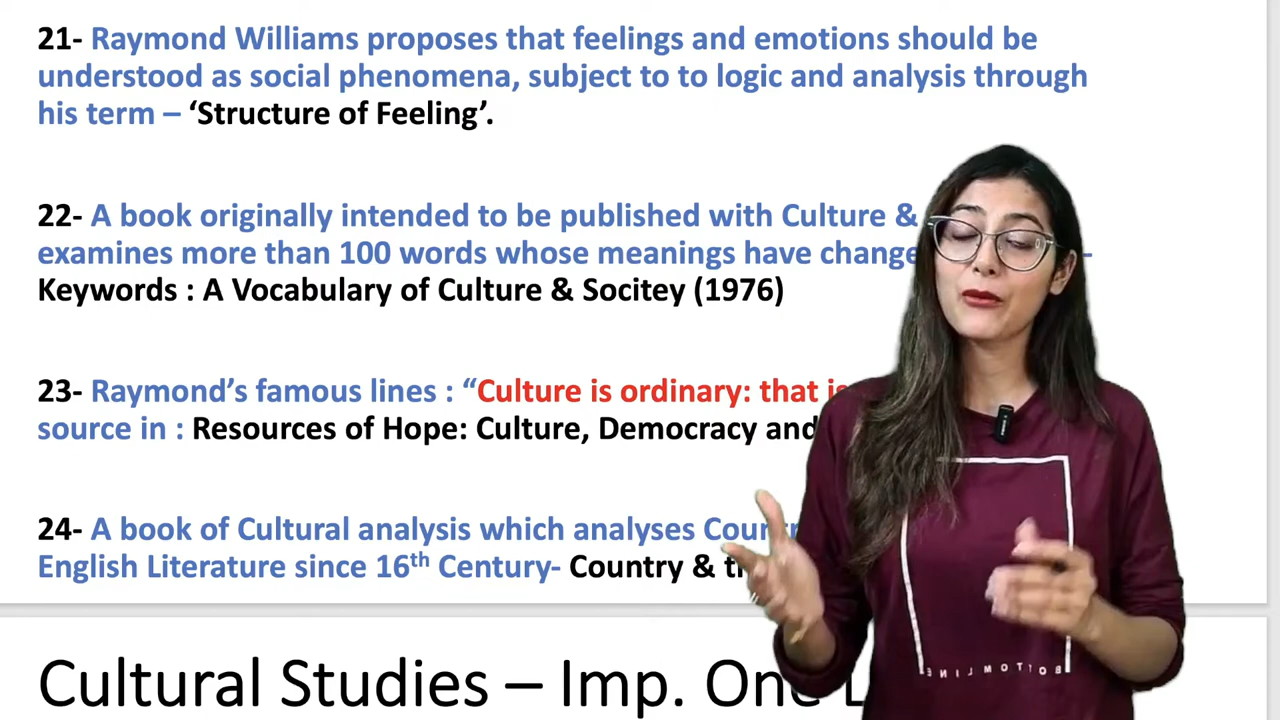 21- Raymond Williams proposes that feelings and emotions should be
understood as social phenomena, subject to to logic and analysis through
his term – ‘Structure of Feeling’.
22- A book originally intended to be published with Culture &
examines more than 100 words whose meanings have change -
Keywords : A Vocabulary of Culture & Socitey (1976)
23- Raymond’s famous lines : “Culture is ordinary: that is
source in : Resources of Hope: Culture, Democracy and
24- A book of Cultural analysis which analyses
English Literature since 16th Century- Country &
Cultural Studies – Imp. One
BOTTOMLINE